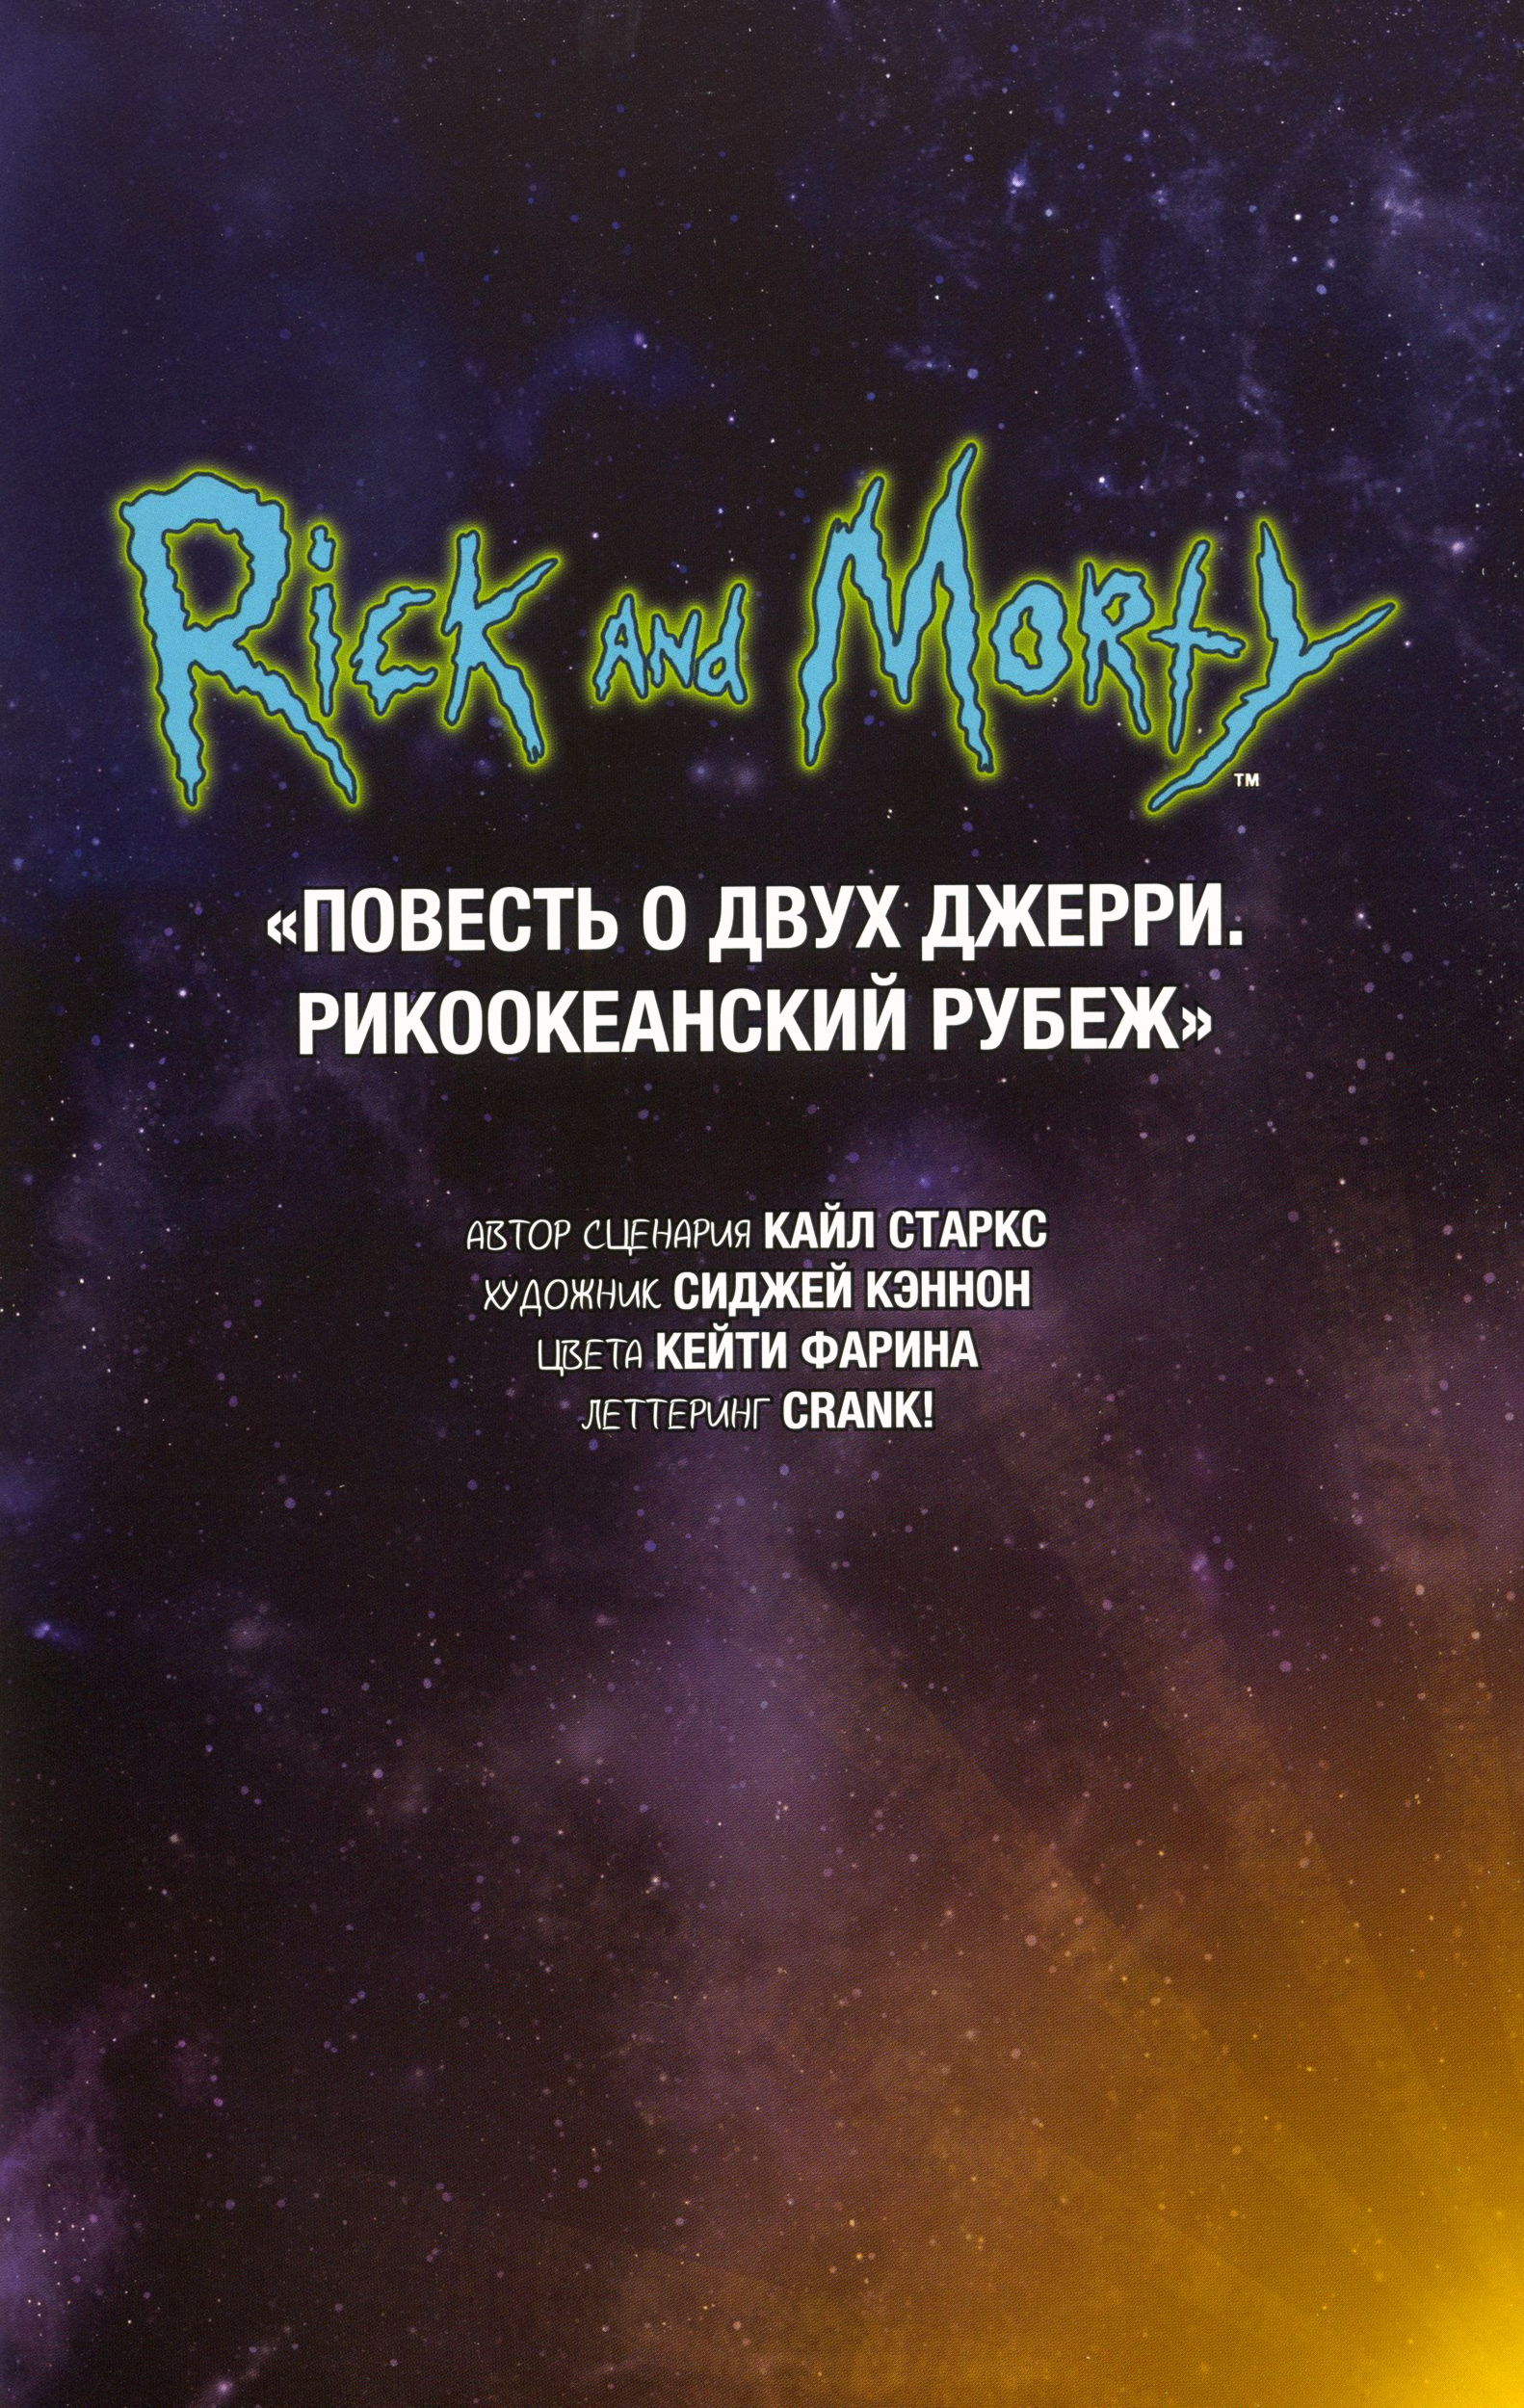 Rick and Morty
TM
«ПОВЕСТЬ О ДВУХ ДЖЕРРИ.
РИКООКЕАНСКИЙ РУБЕЖ»
АВТОР СЦЕНАРИЯ КАЙЛ СТАРКС
ХУДОЖНИК СИДЖЕЙ КЭННОН
ЦВЕТА КЕЙТИ ФАРИНА
ЛЕТТЕРИНГ CRANK!